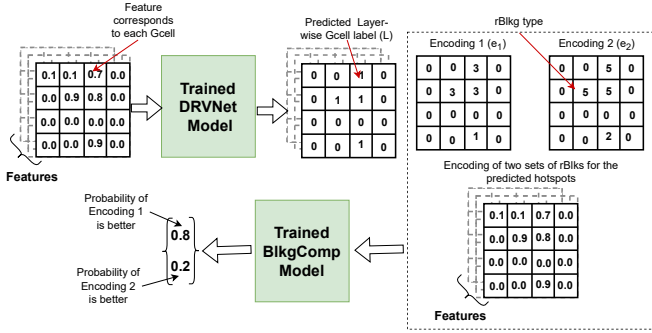 Feature
corresponds
to each Gcell
Predicted Layer-
wise Gcell label (L)
rBlkg type
Encoding 1 (e1)
Encoding 2 (e2)
0.1 0.1 0.7 0.0
0.0 0.9 0.8 0.0
0.0 0.0 0.0 0.0
0.0 0.0 0.9 0.0
Features
Trained
DRVNet
Model
0 0 1 0
0 1 1 0
0 0 0 0
0 0 1 0
0 0 3 0
0 3 3 0
0 0 0 0
0 0 1 0
0 0 5 0
0 5 5 0
0 0 0 0
0 0 2 0
Encoding of two sets of rBlks for the
predicted hotspots
0.1 0.1 0.7 0.0
0.0 0.9 0.8 0.0
0.0 0.0 0.0 0.0
0.0 0.0 0.9 0.0
Features
Trained
BlkgComp
Model
Probability of
Encoding 1
is better
0.8
0.2
Probability of
Encoding 2
is better